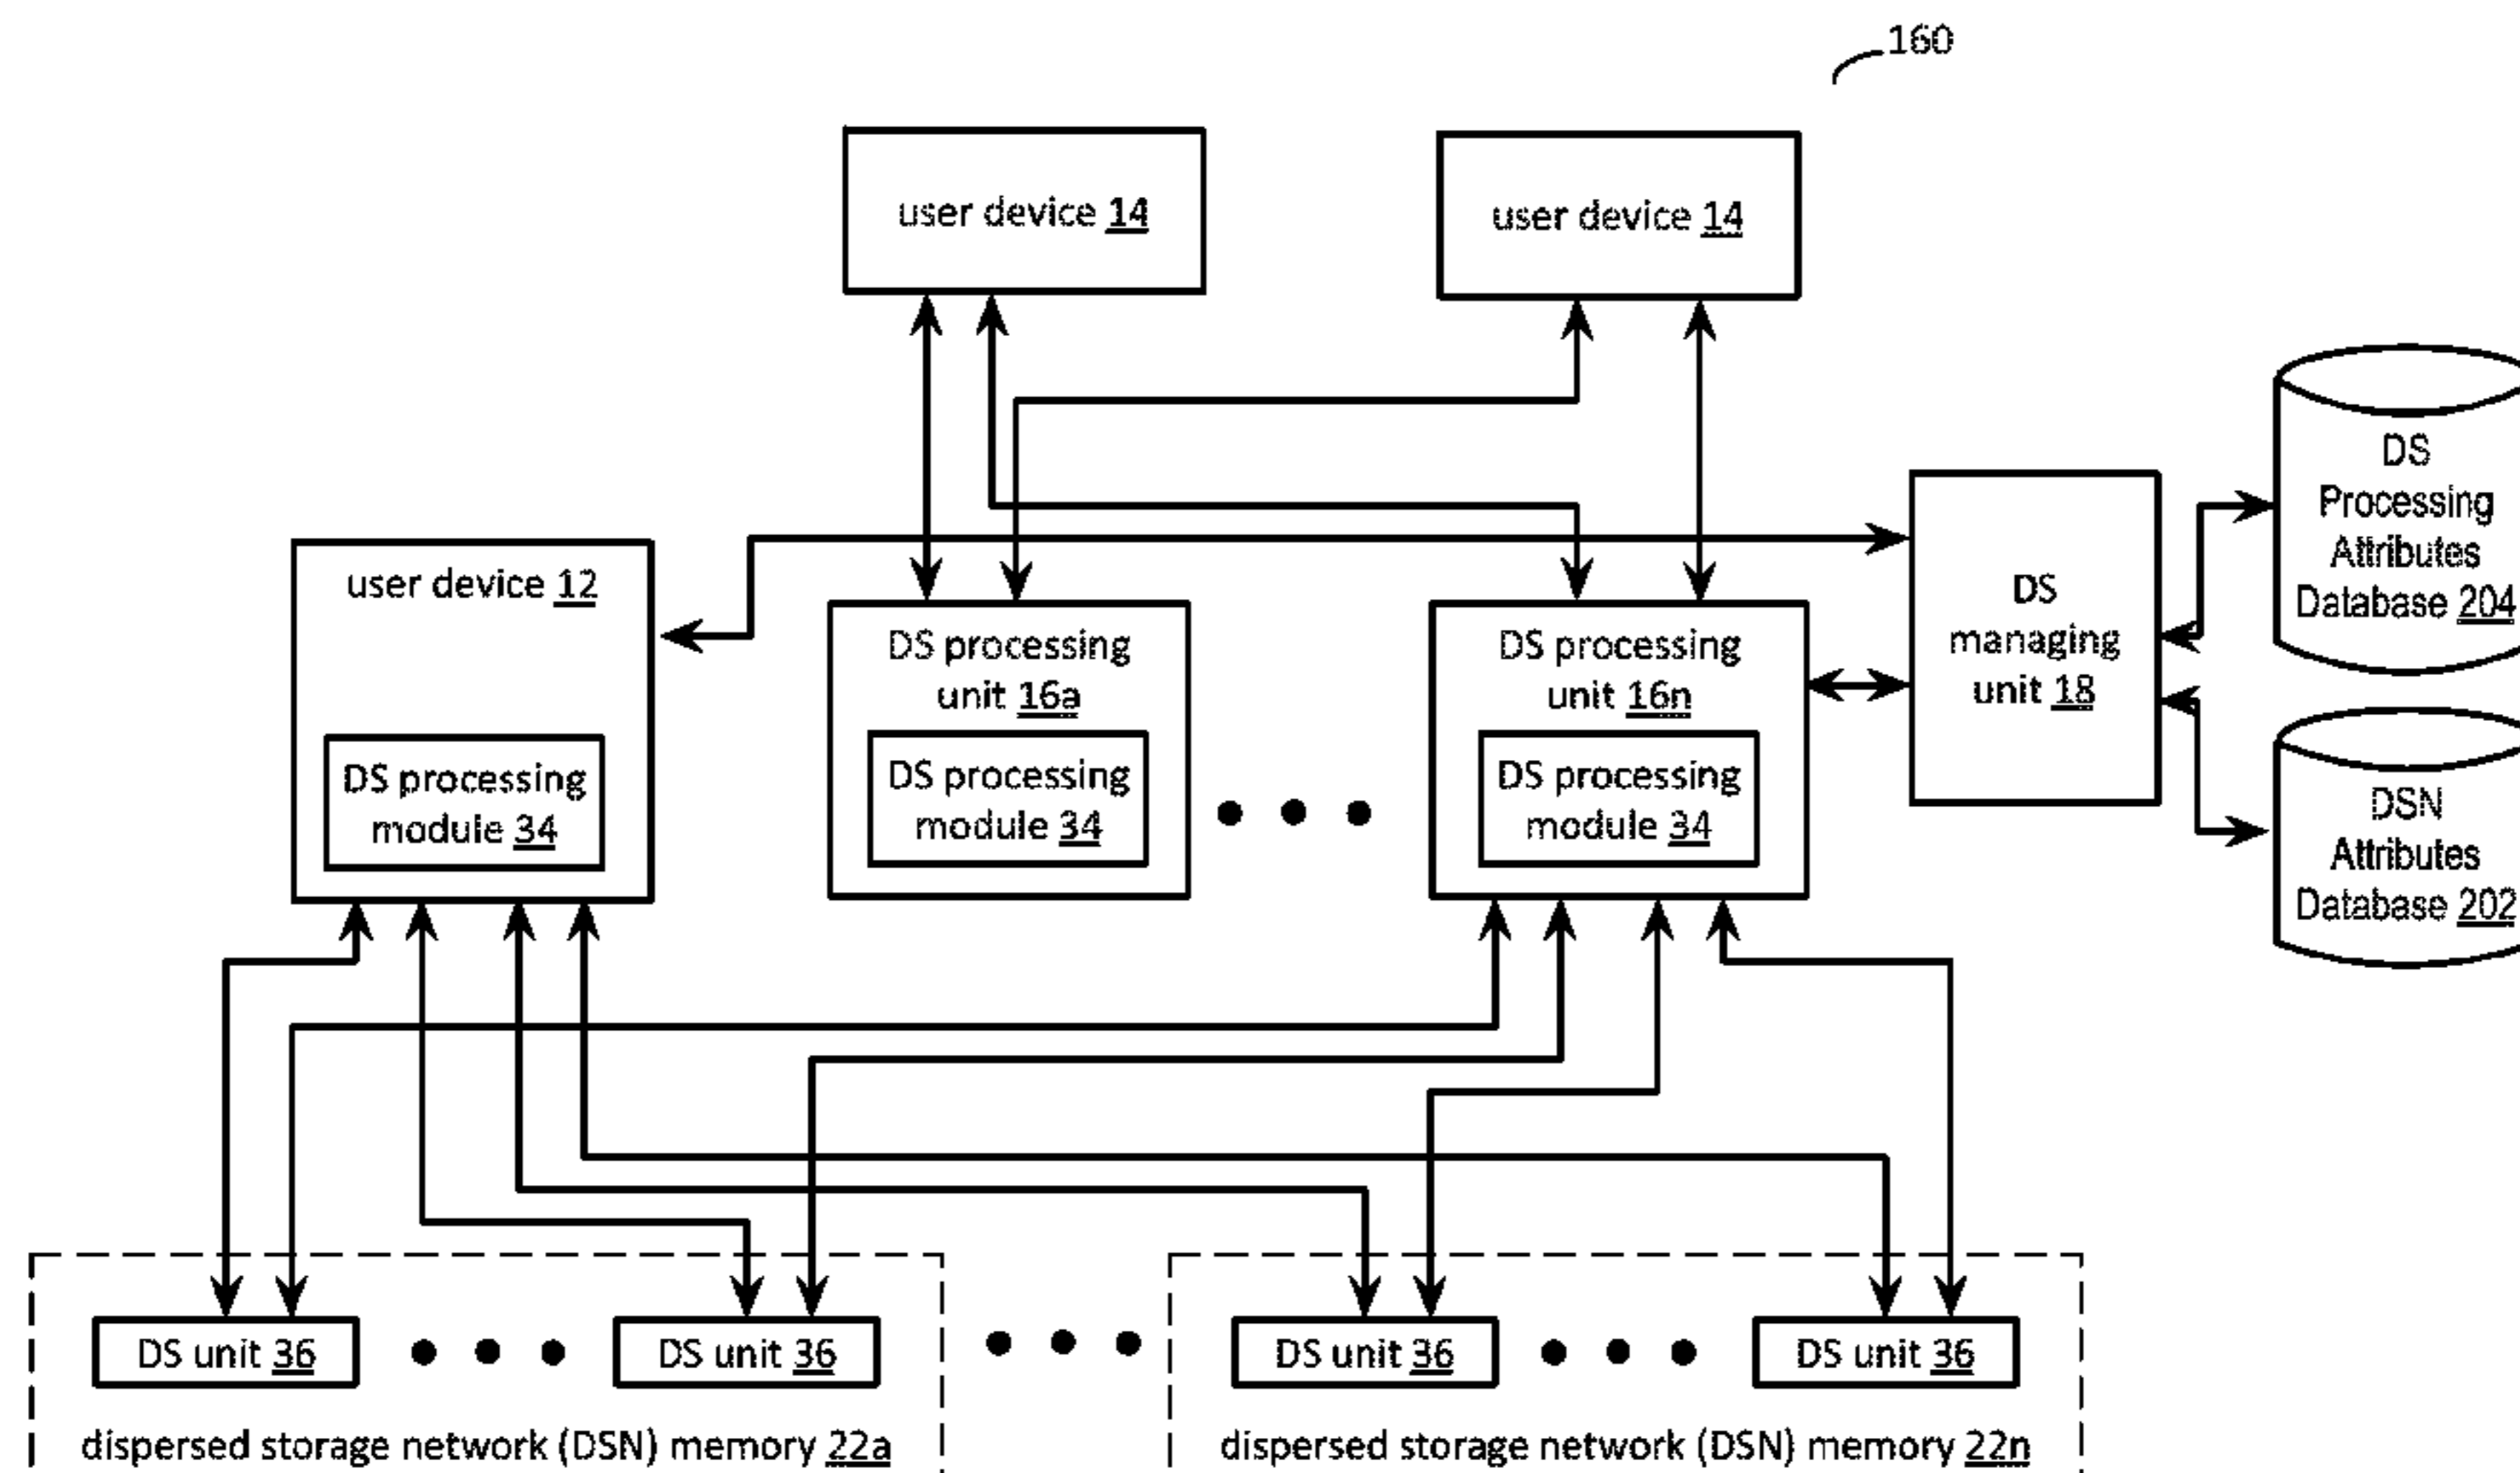 160
user device 14
user device 14
DS
Processing
Attributes
Database 204
user device 12
DS processing
module 34
DS processing
unit 16a
DS processing
module 34
DS processing
unit 16n
DS processing
module 34
DS
managing
unit 18
DSN
Attributes
Database 202
DS unit 36
DS unit 36
DS unit 36
DS unit 36
dispersed storage network (DSN) memory 22a
dispersed storage network (DSN) memory 22n